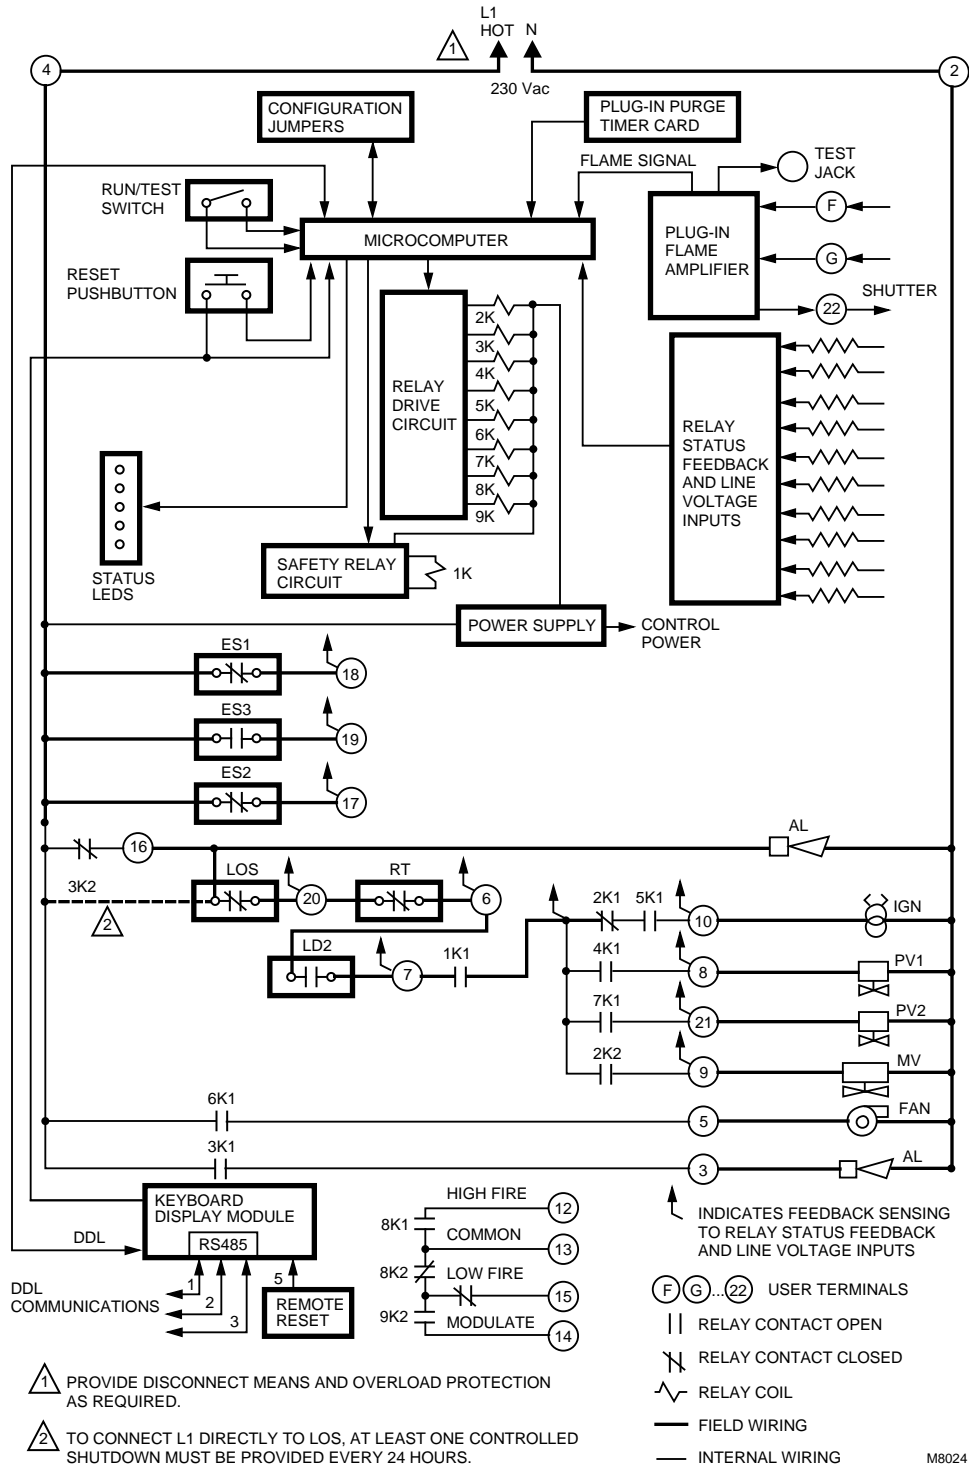 L1
HOT N
1
4
2
230 Vac
CONFIGURATION
JUMPERS
PLUG-IN PURGE
TIMER CARD
FLAME SIGNAL
TEST
JACK
RUN/TEST
SWITCH
MICROCOMPUTER
PLUG-IN
FLAME
AMPLIFIER
F
G
22
SHUTTER
RESET
PUSHBUTTON
RELAY
DRIVE
CIRCUIT
2K
3K
4K
5K
6K
7K
8K
9K
RELAY
STATUS
FEEDBACK
AND LINE
VOLTAGE
INPUTS
STATUS
LEDS
SAFETY RELAY
CIRCUIT
1K
POWER SUPPLY
CONTROL
POWER
ES1
18
ES3
19
ES2
17
16
AL
3K2
2
LOS
20
RT
6
LD2
7
1K1
2K1
5K1
10
IGN
4K1
8
PV1
7K1
21
PV2
2K2
9
MV
6K1
5
FAN
3K1
3
AL
KEYBOARD
DISPLAY MODULE
RS485
DDL
DDL
COMMUNICATIONS
1
2
3
5
REMOTE
RESET
HIGH FIRE
12
8K1
COMMON
13
8K2
LOW FIRE
15
9K2
MODULATE
14
INDICATES FEEDBACK SENSING
TO RELAY STATUS FEEDBACK
AND LINE VOLTAGE INPUTS
F G ... 22 USER TERMINALS
RELAY CONTACT OPEN
RELAY CONTACT CLOSED
RELAY COIL
FIELD WIRING
INTERNAL WIRING
1 PROVIDE DISCONNECT MEANS AND OVERLOAD PROTECTION
AS REQUIRED.
2 TO CONNECT L1 DIRECTLY TO LOS, AT LEAST ONE CONTROLLED
SHUTDOWN MUST BE PROVIDED EVERY 24 HOURS.
M8024